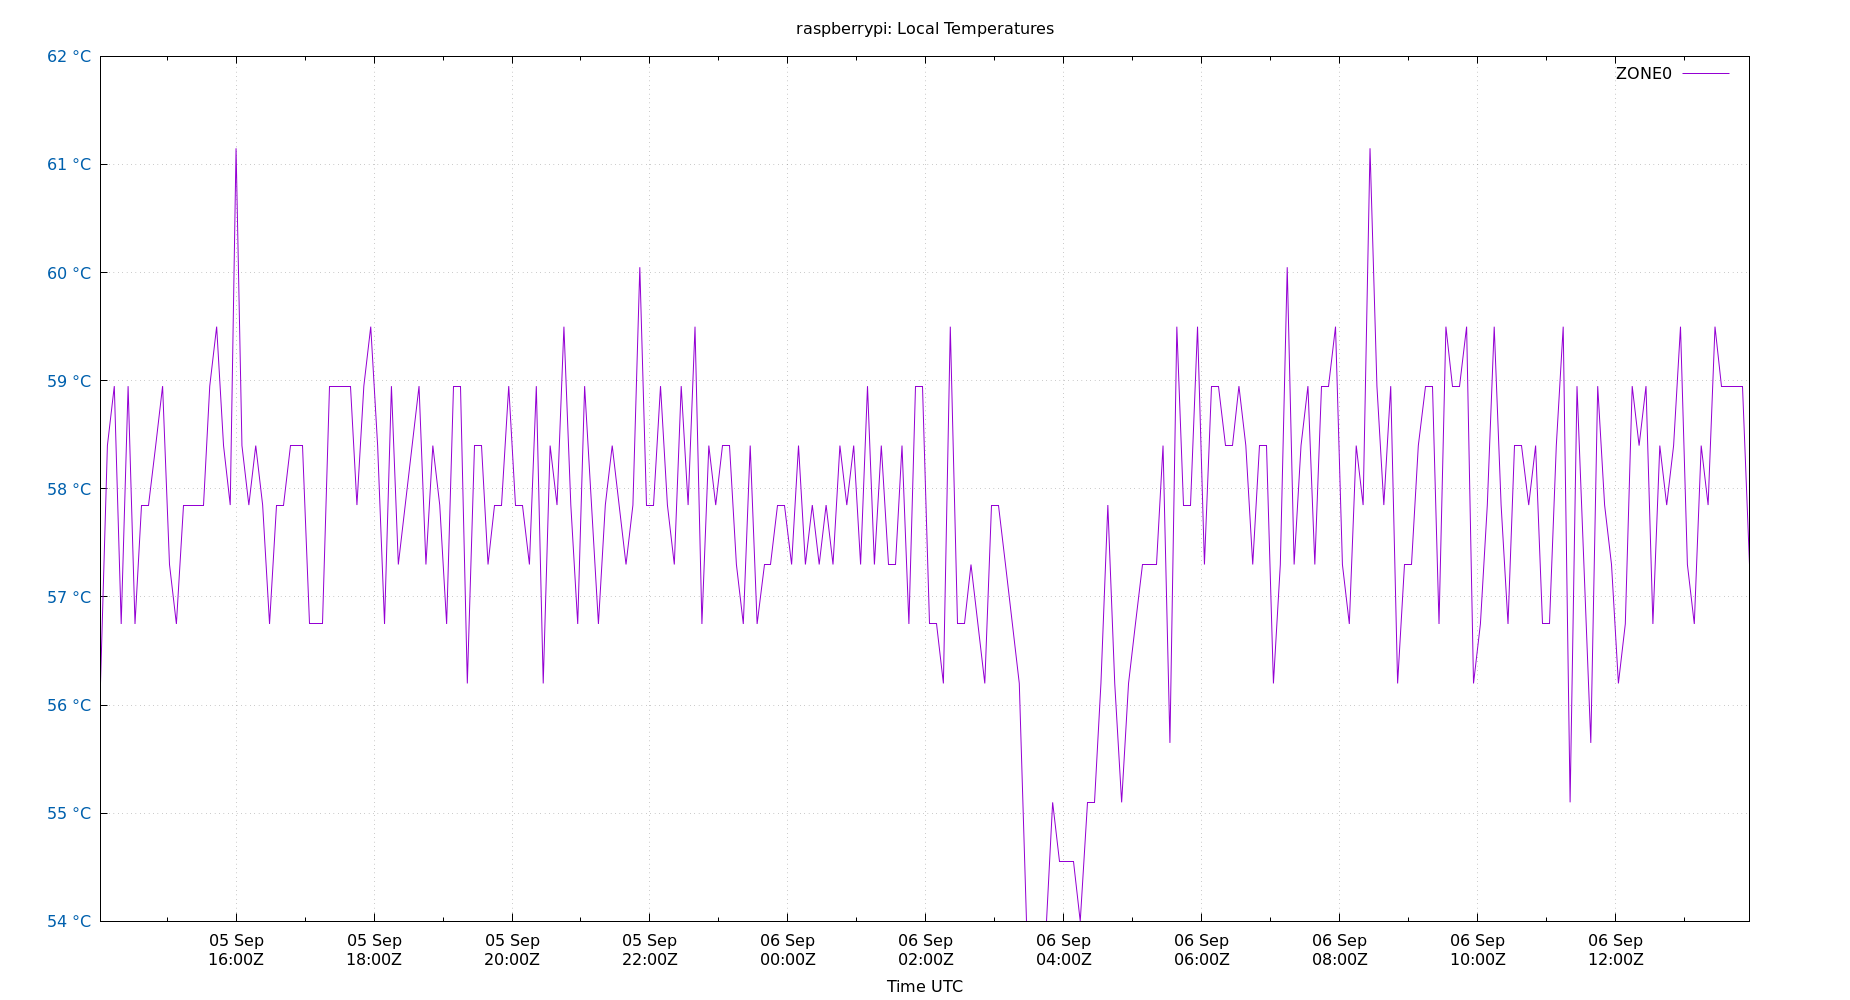 raspberrypi: Local Temperatures
62 °C
ZONE0
61 °C
60 °C
59 °C
58 °C
57 °C
56 °C
55 °C
54 °C
05 Sep 05 Sep 05 Sep 05 Sep 06 Sep 06 Sep 06 Sep 06 Sep 06 Sep 06 Sep 06 Sep
16:00Z 18:00Z 20:00Z 22:00Z 00:00Z 02:00Z 04:00Z 06:00Z 08:00Z 10:00Z 12:00Z
Time UTC